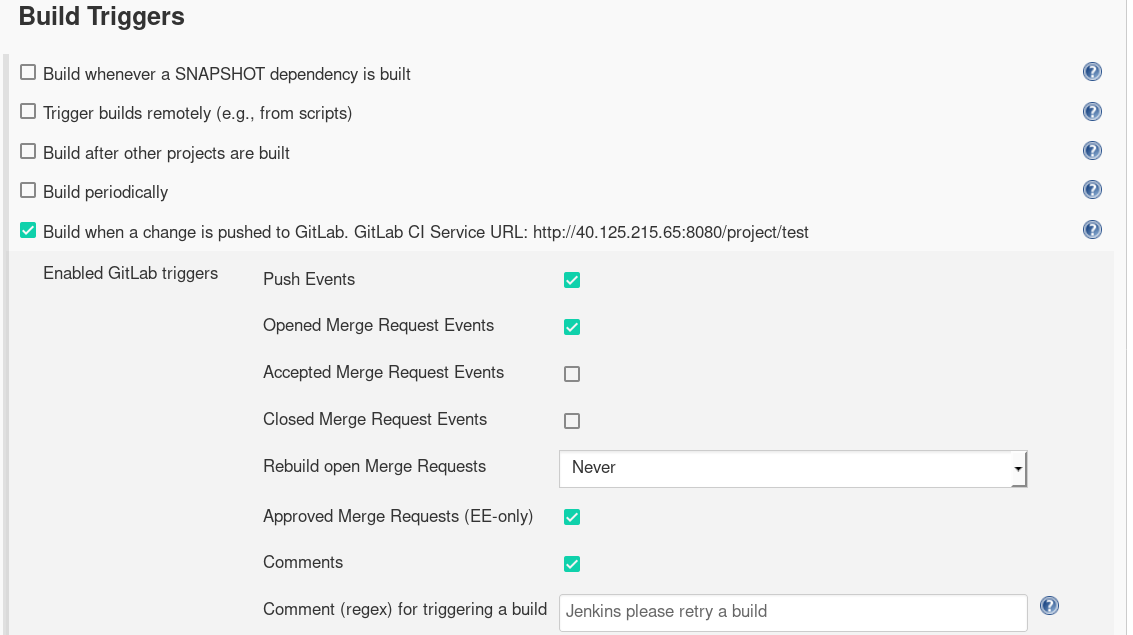 Build Triggers
Build whenever a SNAPSHOT dependency is built
Trigger builds remotely (e.g., from scripts)
Build after other projects are built
Build periodically
Build when a change is pushed to GitLab. GitLab CI Service URL: http://40.125.215.65:8080/project/test
Enabled GitLab triggers
Push Events
Opened Merge Request Events
Accepted Merge Request Events
Closed Merge Request Events
Rebuild open Merge Requests Never
Approved Merge Requests (EE-only)
Comments
Comment (regex) for triggering a build Jenkins please retry a build